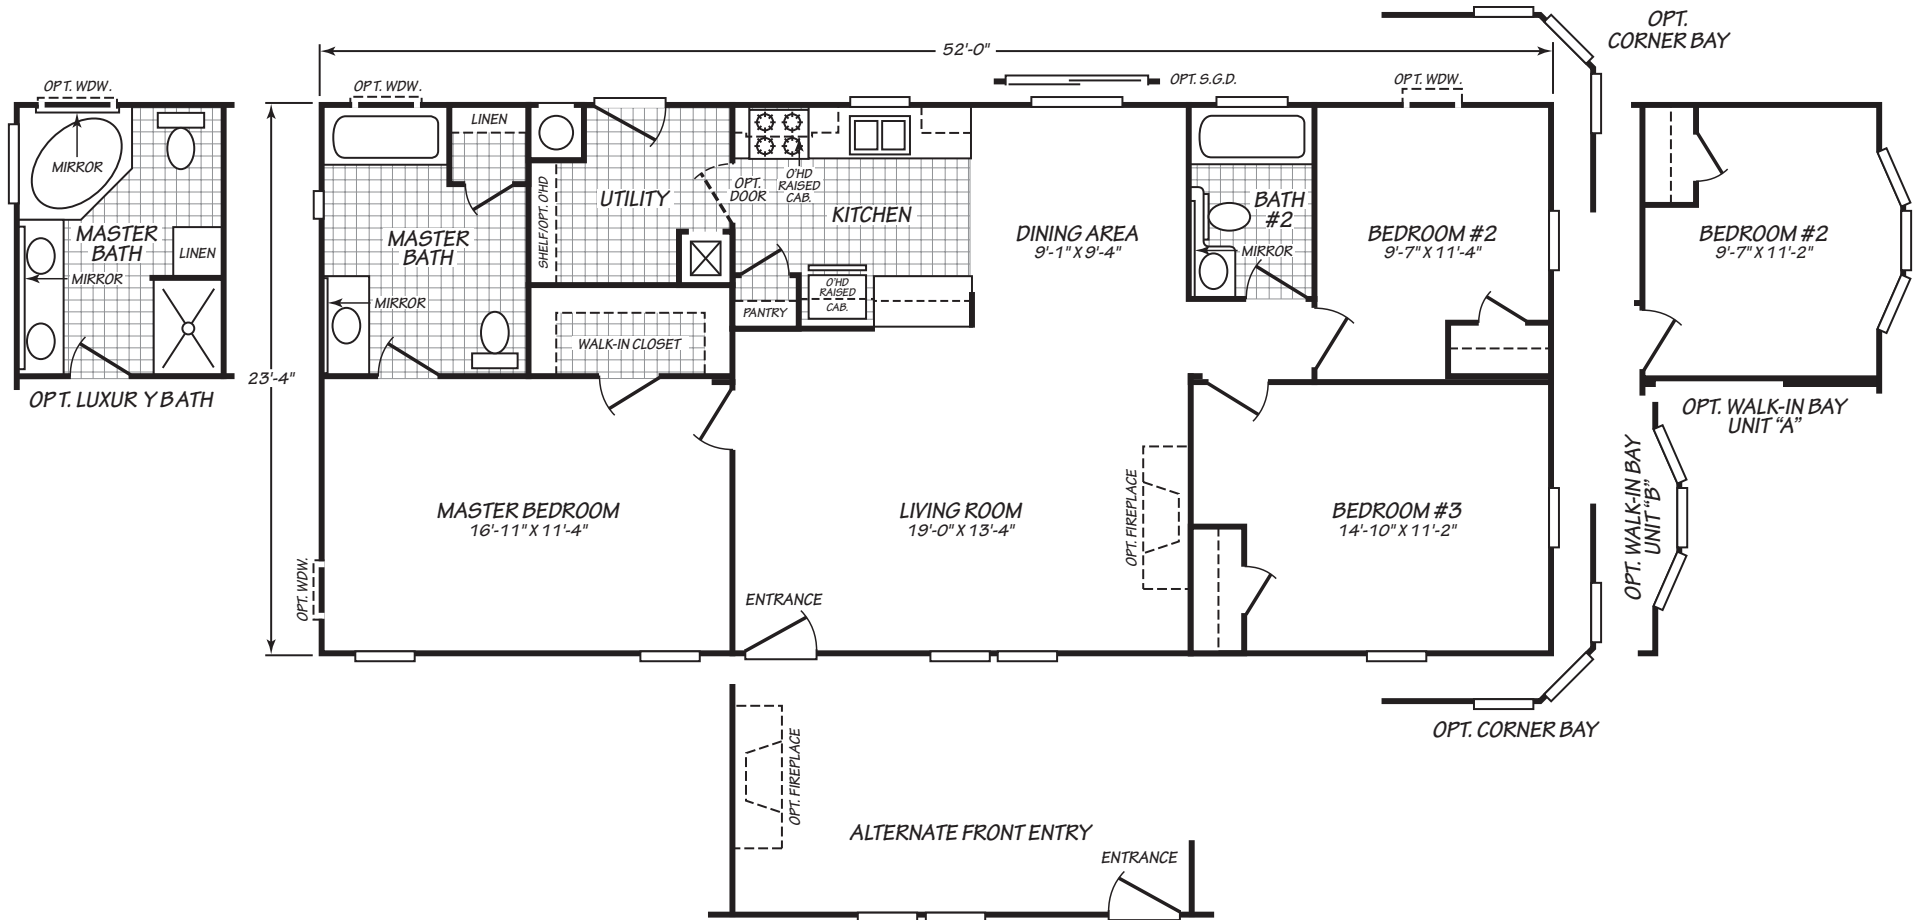 OPT.
CORNER BAY
52'-0"
OPT. WDW.
OPT. WDW.
OPT. S.G.D.
OPT. WDW.
MIRROR
MASTER
BATH
LINEN
MIRROR
OPT. LUXUR Y BATH
23'-4"
LINEN
MASTER
BATH
MIRROR
SHELF/OPT. O'HD
UTILITY
WALK-IN CLOSET
OPT.
DOOR
O'HD
RAISED
CAB.
KITCHEN
PANTRY
O'HD
RAISED
CAB.
DINING AREA
9'-1" X 9'-4"
BATH
#2
MIRROR
BEDROOM #2
9'-7" X 11'-4"
BEDROOM #2
9'-7" X 11'-2"
OPT. WALK-IN BAY
UNIT “A”
OPT. WALK-IN BAY
UNIT “B”
MASTER BEDROOM
16'-11" X 11'-4"
OPT. WDW.
LIVING ROOM
19'-0" X 13'-4"
OPT. FIREPLACE
BEDROOM #3
14'-10" X 11'-2"
ENTRANCE
OPT. CORNER BAY
OPT. FIREPLACE
ALTERNATE FRONT ENTRY
ENTRANCE